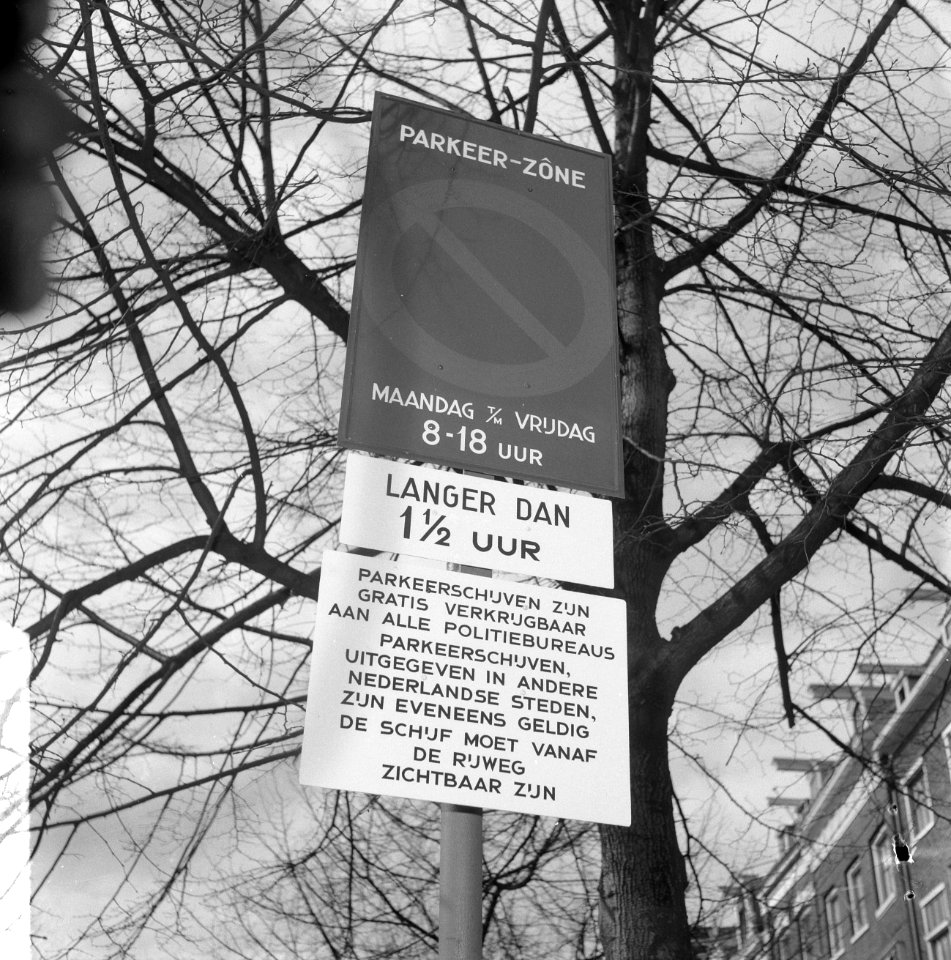 PARKEER-ZÔNE
MAANDAG T/M VRIJDAG
8-18 UUR
LANGER DAN
1½ UUR
PARKEERSCHIJVEN ZIJN
GRATIS VERKRIJGBAAR
AAN ALLE POLITIEBUREAUS
PARKEERSCHIJVEN,
UITGEGEVEN IN ANDERE
NEDERLANDSE STEDEN,
ZIJN EVENEENS GELDIG
DE SCHIJF MOET VANAF
DE RIJWEG
ZICHTBAAR ZIJN